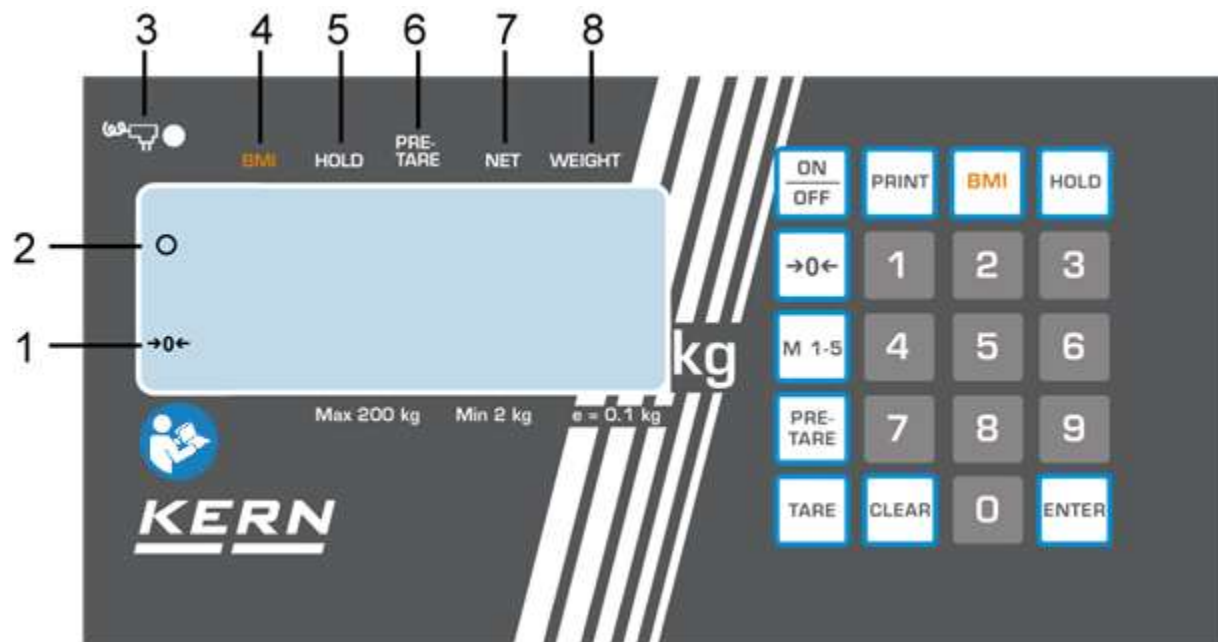 3 4 5 6 7 8
BMI HOLD PRE-TARE NET WEIGHT
2
1 →0←
kg
Max 200 kg Min 2 kg e = 0.1 kg
KERN
ON OFF PRINT BMI HOLD
→0← 1 2 3
M 1-5 4 5 6
PRE-TARE 7 8 9
TARE CLEAR 0 ENTER